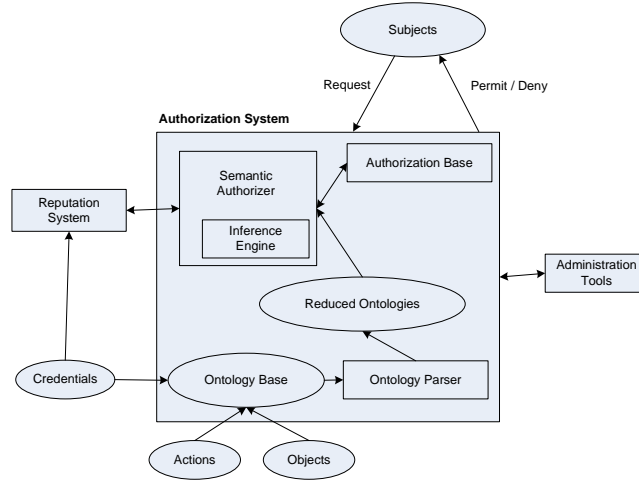 Subjects
Request
Permit / Deny
Authorization System
Authorization Base
Semantic
Authorizer
Reputation
System
Inference
Engine
Administration
Tools
Reduced Ontologies
Credentials
Ontology Base
Ontology Parser
Actions
Objects